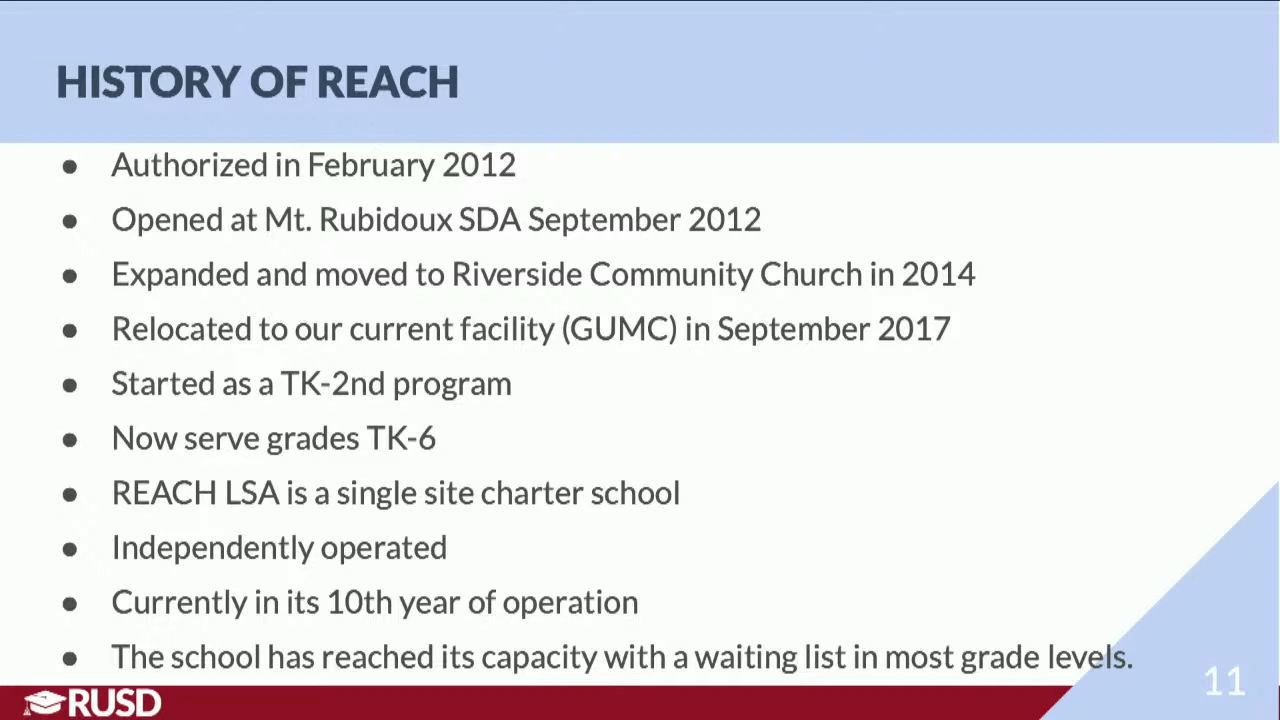 HISTORY OF REACH
● Authorized in February 2012
● Opened at Mt. Rubidoux SDA September 2012
● Expanded and moved to Riverside Community Church in 2014
● Relocated to our current facility (GUMC) in September 2017
● Started as a TK-2nd program
● Now serve grades TK-6
● REACH LSA is a single site charter school
● Independently operated
● Currently in its 10th year of operation
● The school has reached its capacity with a waiting list in most grade levels.
11
RUSD